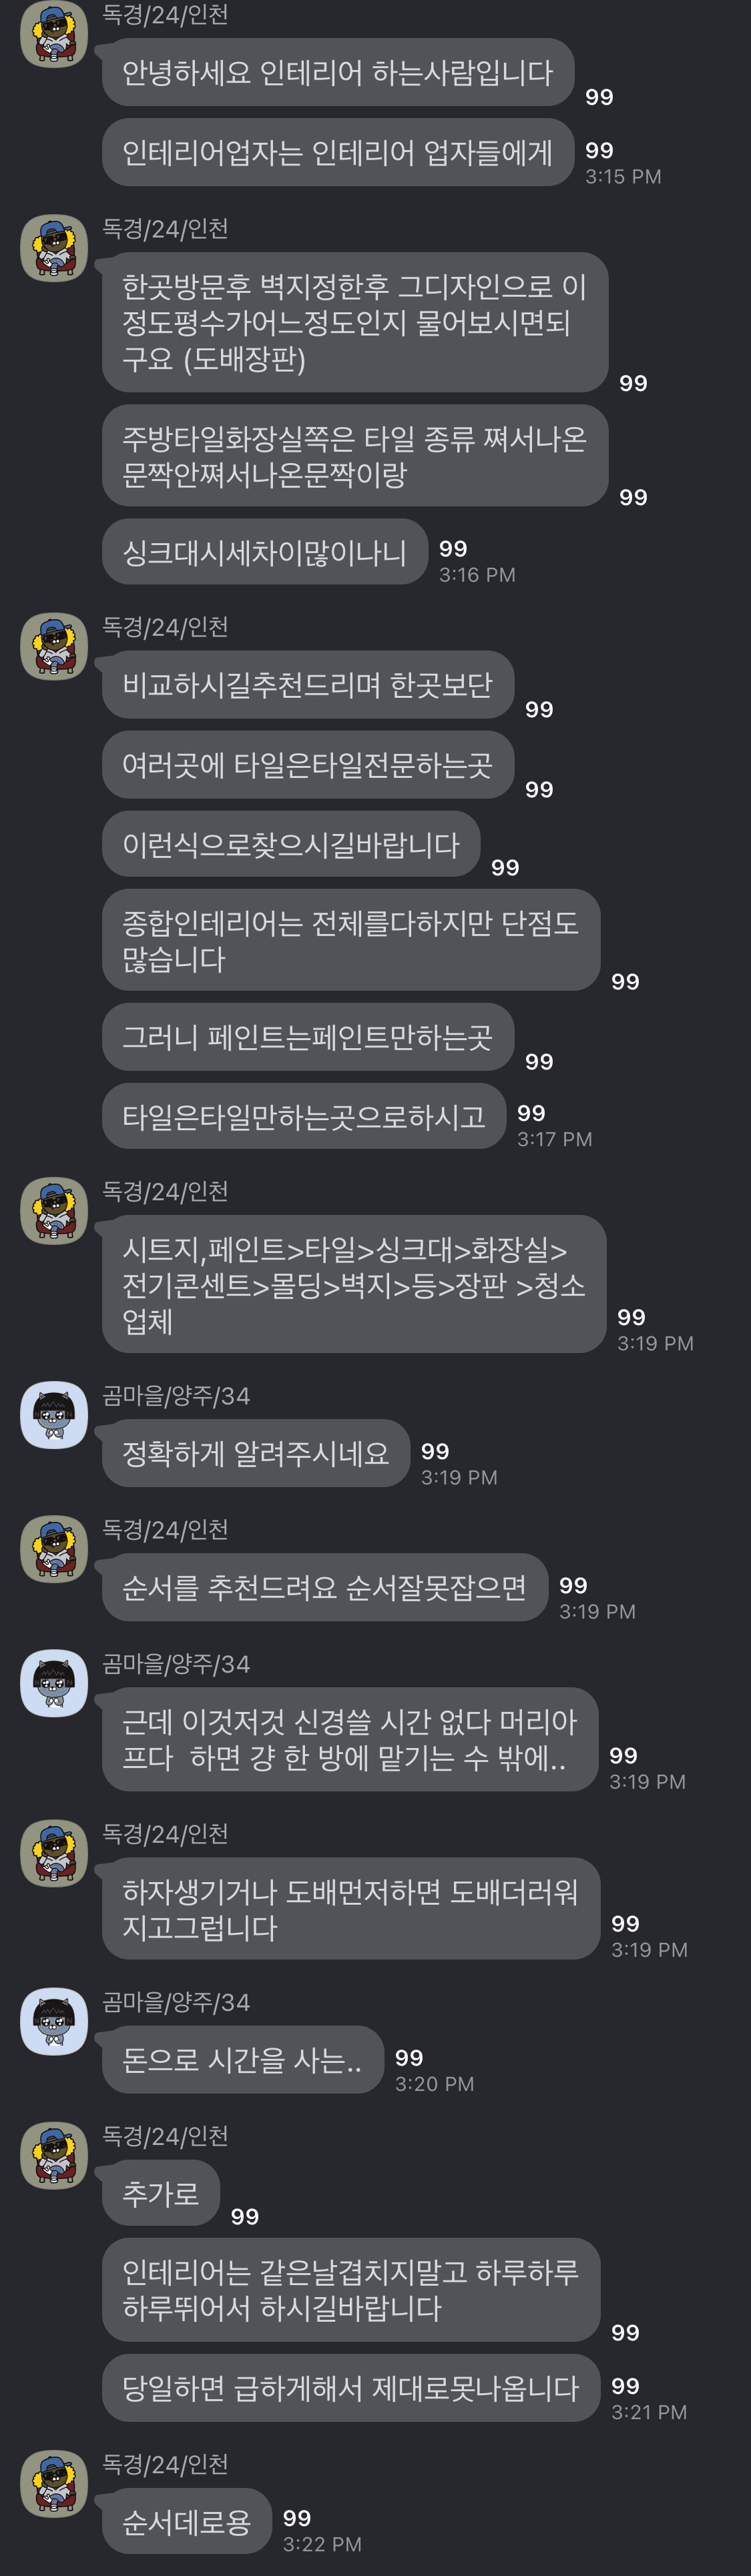 독경/24/인천
안녕하세요 인테리어 하는사람입니다
99
인테리어업자는 인테리어 업자들에게
99
3:15 PM
독경/24/인천
한곳방문후 벽지정한후 그디자인으로 이
정도평수가어느정도인지 물어보시면되
구요 (도배장판)
99
주방타일화장실쪽은 타일 종류 쪄서나온
문짝안쪄서나온문짝이랑
99
싱크대시세차이많이나니
99
3:16 PM
독경/24/인천
비교하시길추천드리며 한곳보단
99
여러곳에 타일은타일전문하는곳
99
이런식으로찾으시길바랍니다
99
종합인테리어는 전체를다하지만 단점도
많습니다
99
그러니 페인트는페인트만하는곳
99
타일은타일만하는곳으로하시고
99
3:17 PM
독경/24/인천
시트지,페인트>타일>싱크대>화장실>
전기콘센트>몰딩>벽지>등>장판 >청소
업체
99
3:19 PM
곰마을/양주/34
정확하게 알려주시네요
99
3:19 PM
독경/24/인천
순서를 추천드려요 순서잘못잡으면
99
3:19 PM
곰마을/양주/34
근데 이것저것 신경쓸 시간 없다 머리아
프다  하면 걍 한 방에 맡기는 수 밖에..
99
3:19 PM
독경/24/인천
하자생기거나 도배먼저하면 도배더러워
지고그럽니다
99
3:19 PM
곰마을/양주/34
돈으로 시간을 사는..
99
3:20 PM
독경/24/인천
추가로
99
인테리어는 같은날겹치지말고 하루하루
하루뛰어서 하시길바랍니다
99
당일하면 급하게해서 제대로못나옵니다
99
3:21 PM
독경/24/인천
순서데로용
99
3:22 PM